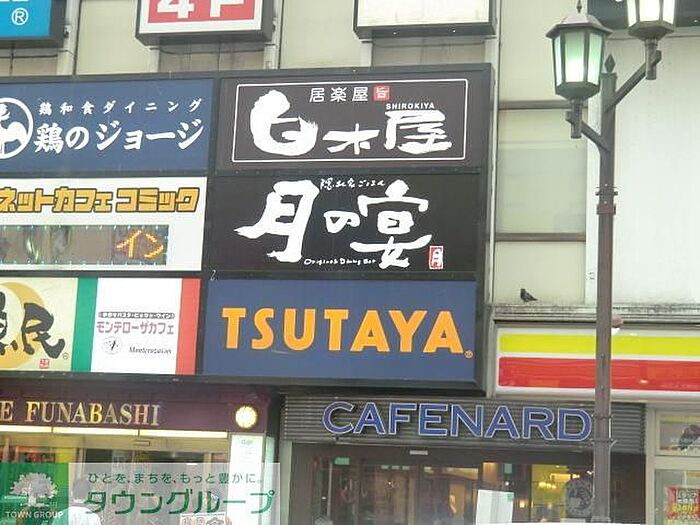 ®
4F
鶏和食ダイニング
鶏のジョージ
居楽屋 旨
SHIROKIYA
白木屋
ネットカフェコミック
イン
隠れ家ごはん
月の宴
Original Dining Bar
月
魚民
モンテローザカフェ
Monterosa cafe
TSUTAYA®
E FUNABASHI
CAFENARD
TOWN GROUP
ひとを、まちを、もっと豊かに。
タウングループ